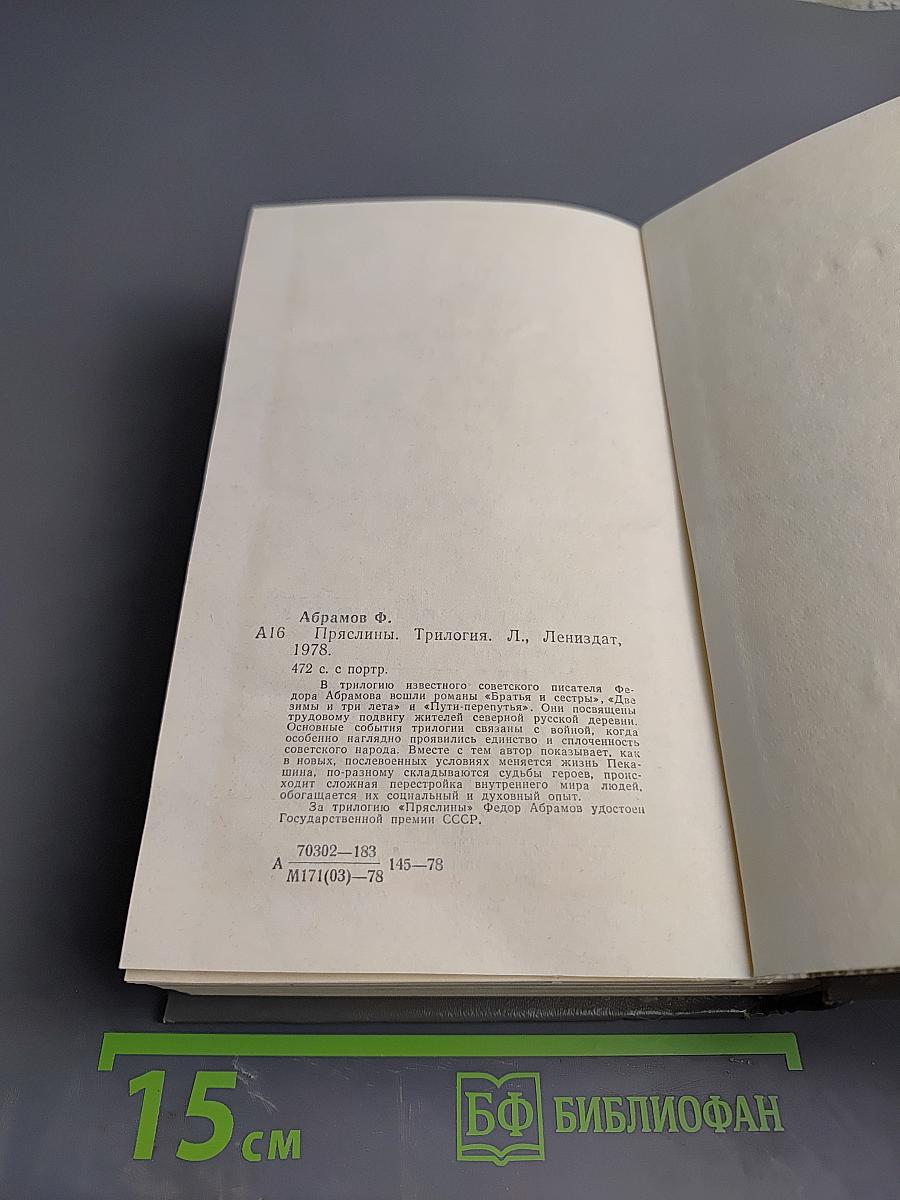 Абрамов Ф.
А16 Пряслины. Трилогия. Л., Лениздат,
1978.
472 с. с портр.
В трилогию известного советского писателя Фе-
дора Абрамова вошли романы «Братья и сестры», «Две
зимы и три лета» и «Пути-перепутья». Они посвящены
трудовому подвигу жителей северной русской деревни.
Основные события трилогии связаны с войной, когда
особенно наглядно проявились единство и сплоченность
советского народа. Вместе с тем автор показывает, как
в новых, послевоенных условиях меняется жизнь Пека-
шина, по-разному складываются судьбы героев, проис-
ходит сложная перестройка внутреннего мира людей,
обогащается их социальный и духовный опыт.
За трилогию «Пряслины» Федор Абрамов удостоен
Государственной премии СССР.
70302—183
А 145—78
М171(03)—78
15 см
БФ БИБЛИОФАН